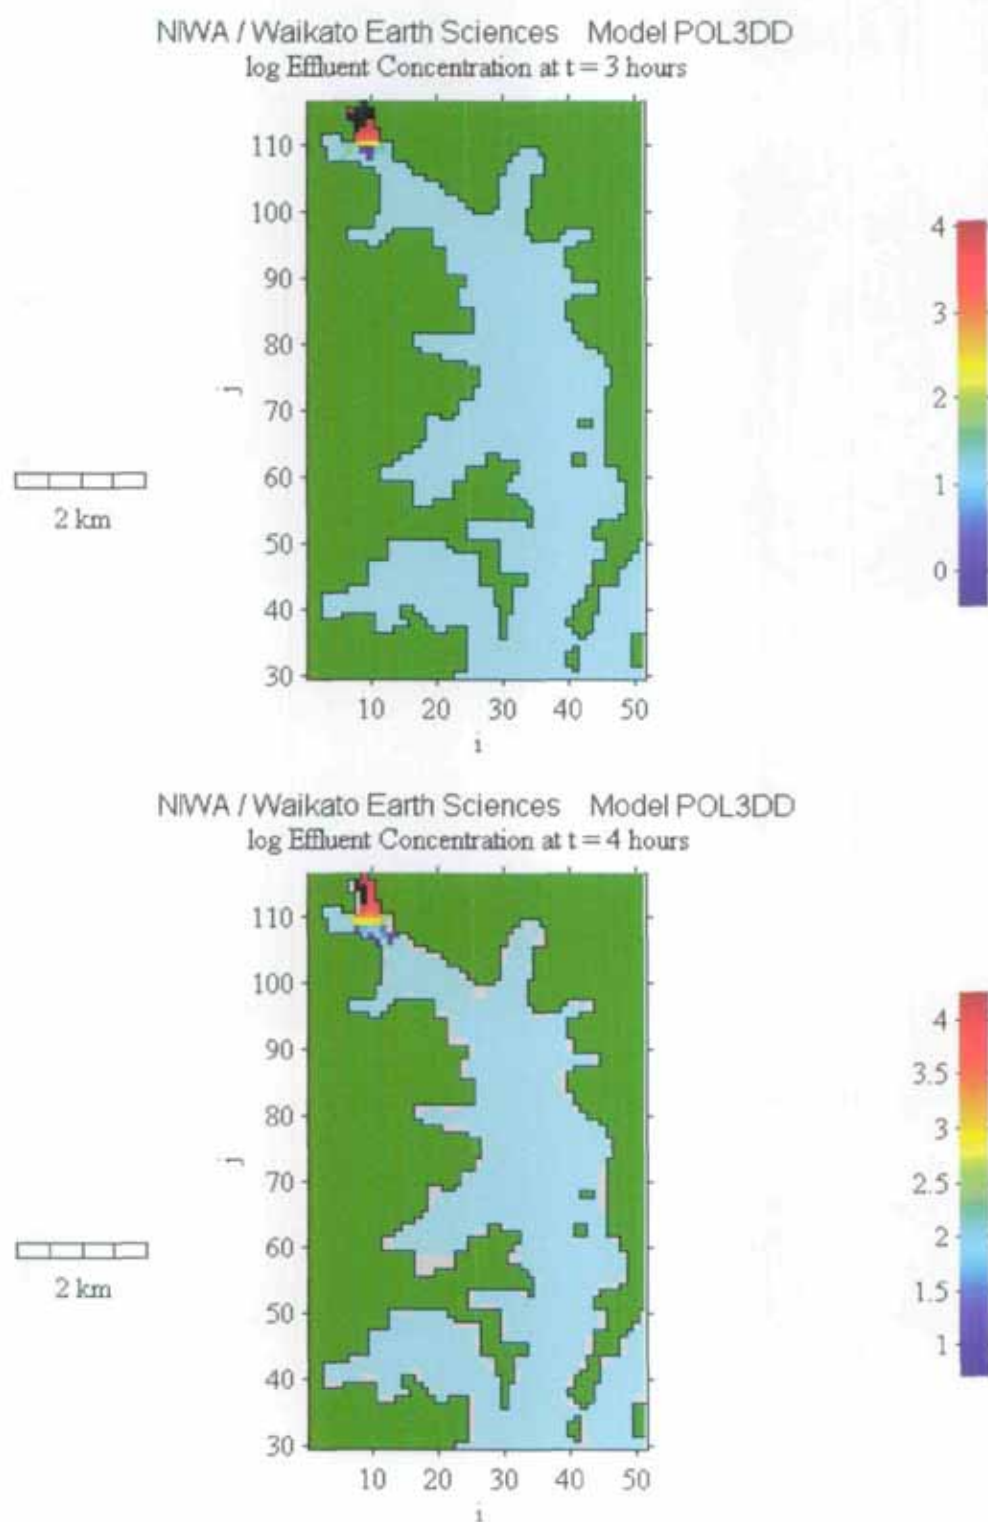 NIWA / Waikato Earth Sciences Model POL3DD
log Effluent Concentration at t = 3 hours
110
100
90
80
70
60
50
40
30
j
10 20 30 40 50
i
2 km
4
3
2
1
0
NIWA / Waikato Earth Sciences Model POL3DD
log Effluent Concentration at t = 4 hours
110
100
90
80
70
60
50
40
30
j
10 20 30 40 50
i
2 km
4
3.5
3
2.5
2
1.5
1